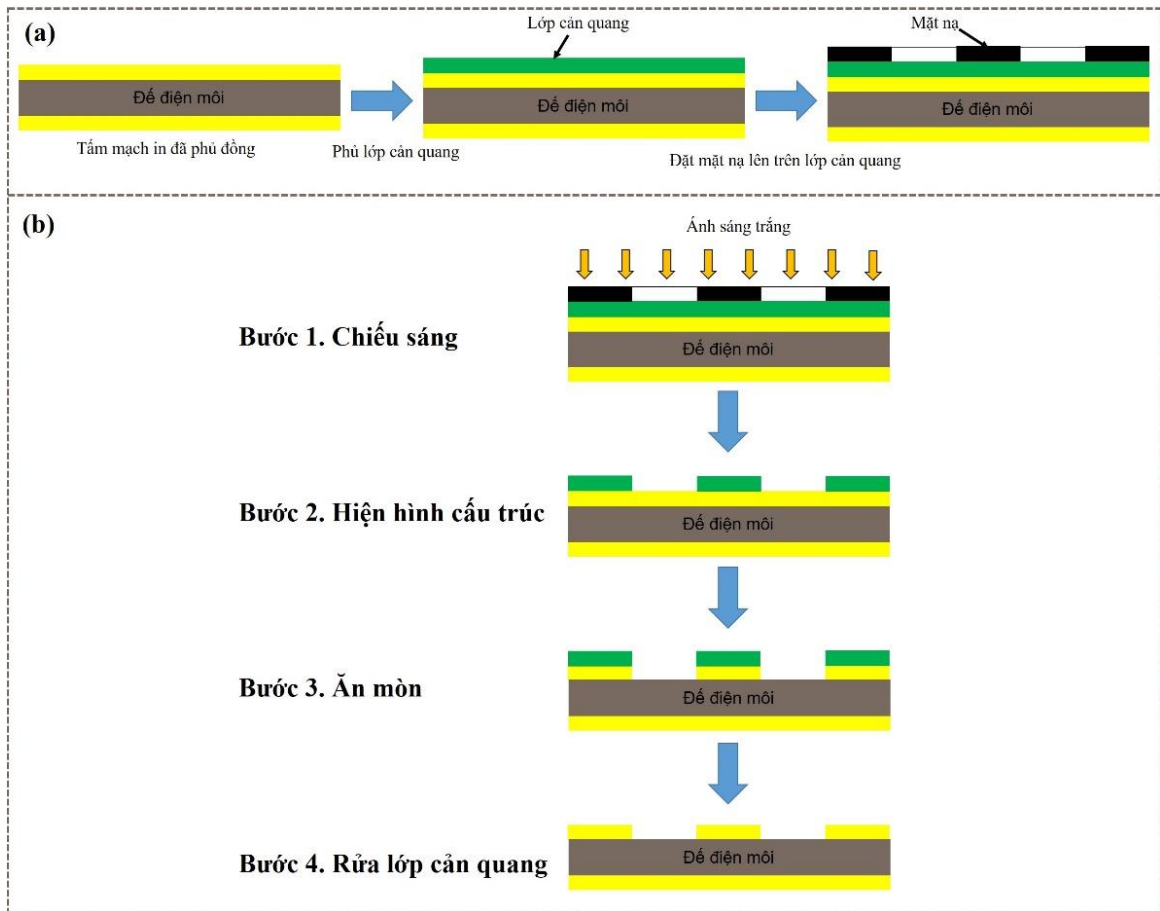 (a)
Lớp cản quang
Mặt nạ
Đế điện môi
Đế điện môi
Đế điện môi
Tấm mạch in đã phủ đồng
Phủ lớp cản quang
Đặt mặt nạ lên trên lớp cản quang
(b)
Ánh sáng trắng
Bước 1. Chiếu sáng
Đế điện môi
Bước 2. Hiện hình cấu trúc
Đế điện môi
Bước 3. Ăn mòn
Đế điện môi
Bước 4. Rửa lớp cản quang
Đế điện môi